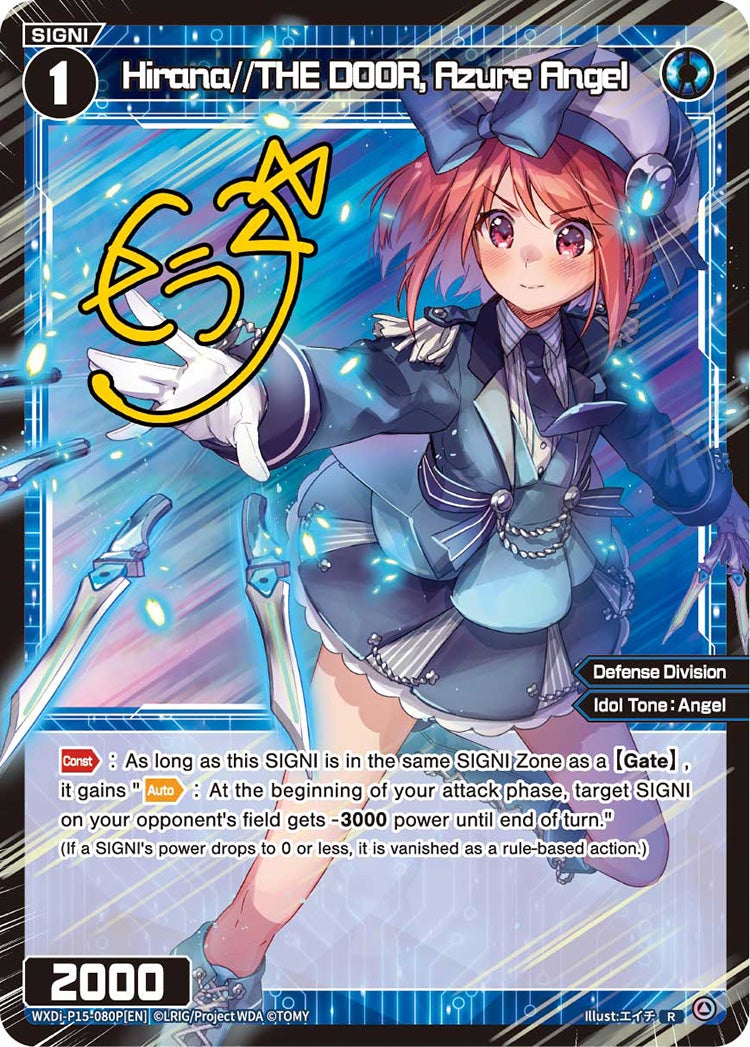 SIGNI
1
Hirana//THE DOOR, Azure Angel
ヒラナ
Defense Division
Idol Tone:Angel
Const : As long as this SIGNI is in the same SIGNI Zone as a 【Gate】,
it gains " Auto : At the beginning of your attack phase, target SIGNI
on your opponent's field gets -3000 power until end of turn."
(If a SIGNI's power drops to 0 or less, it is vanished as a rule-based action.)
2000
WXDi-P15-080P[EN] ©LRIG/Project WDA ©TOMY
Illust:エイチ R